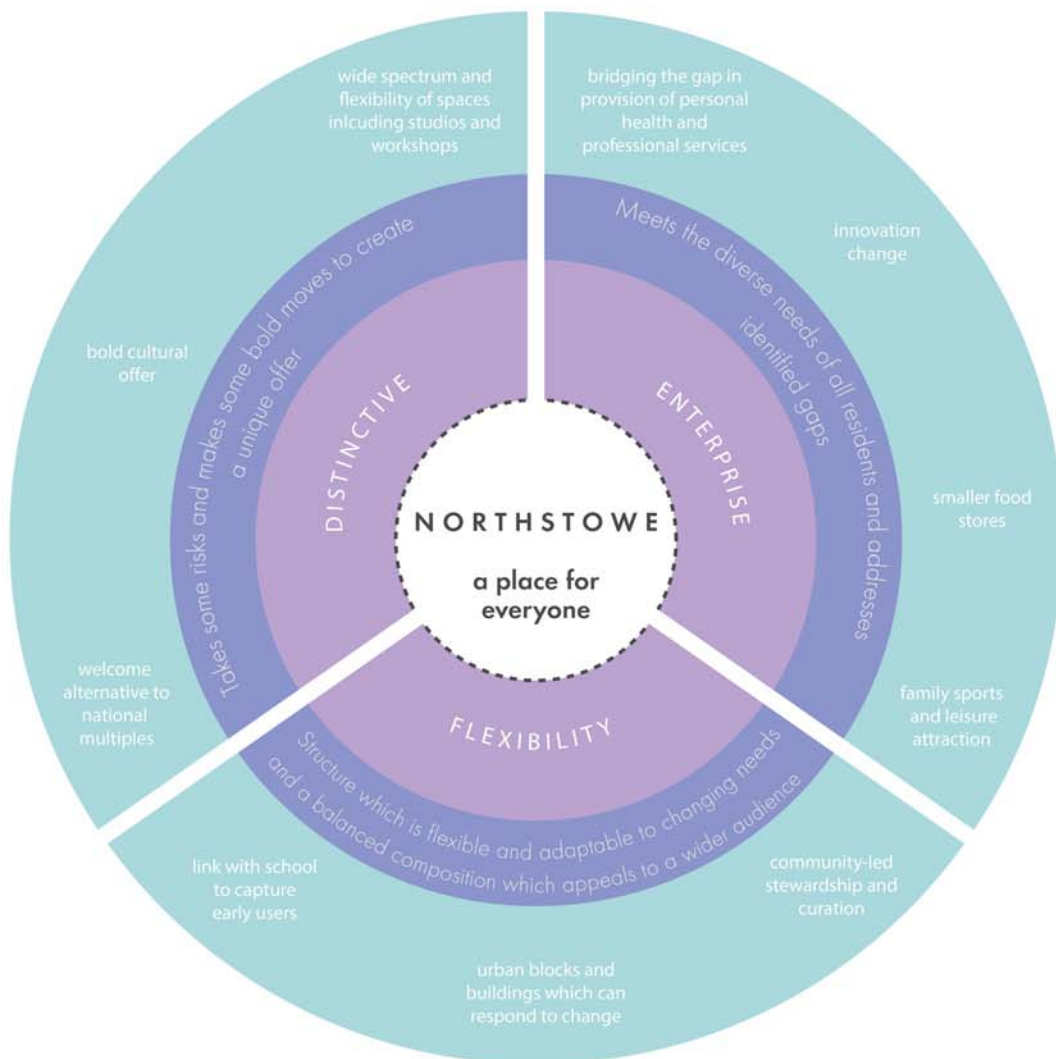 NORTHSTOWE
a place for
everyone
DISTINCTIVE
Takes some risks and makes some bold moves to create
a unique offer
wide spectrum and
flexibility of spaces
inlcuding studios and
workshops
bold cultural
offer
welcome
alternative to
national
multiples
ENTERPRISE
Meets the diverse needs of all residents and addresses
identified gaps
bridging the gap in
provision of personal
health and
professional services
innovation
change
smaller food
stores
family sports
and leisure
attraction
FLEXIBILITY
Structure which is flexible and adaptable to changing needs
and a balanced composition which appeals to a wider audience
link with school
to capture
early users
urban blocks and
buildings which can
respond to change
community-led
stewardship and
curation